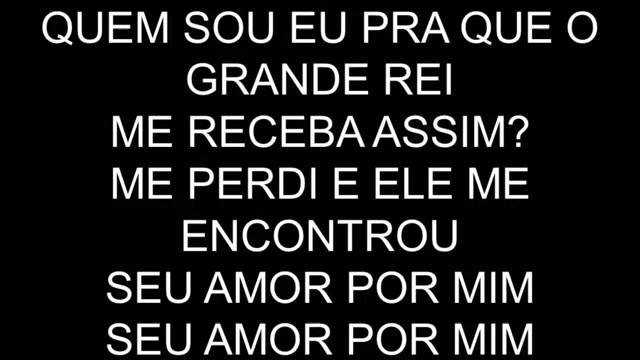 QUEM SOU EU PRA QUE O
GRANDE REI
ME RECEBA ASSIM?
ME PERDI E ELE ME
ENCONTROU
SEU AMOR POR MIM
SEU AMOR POR MIM